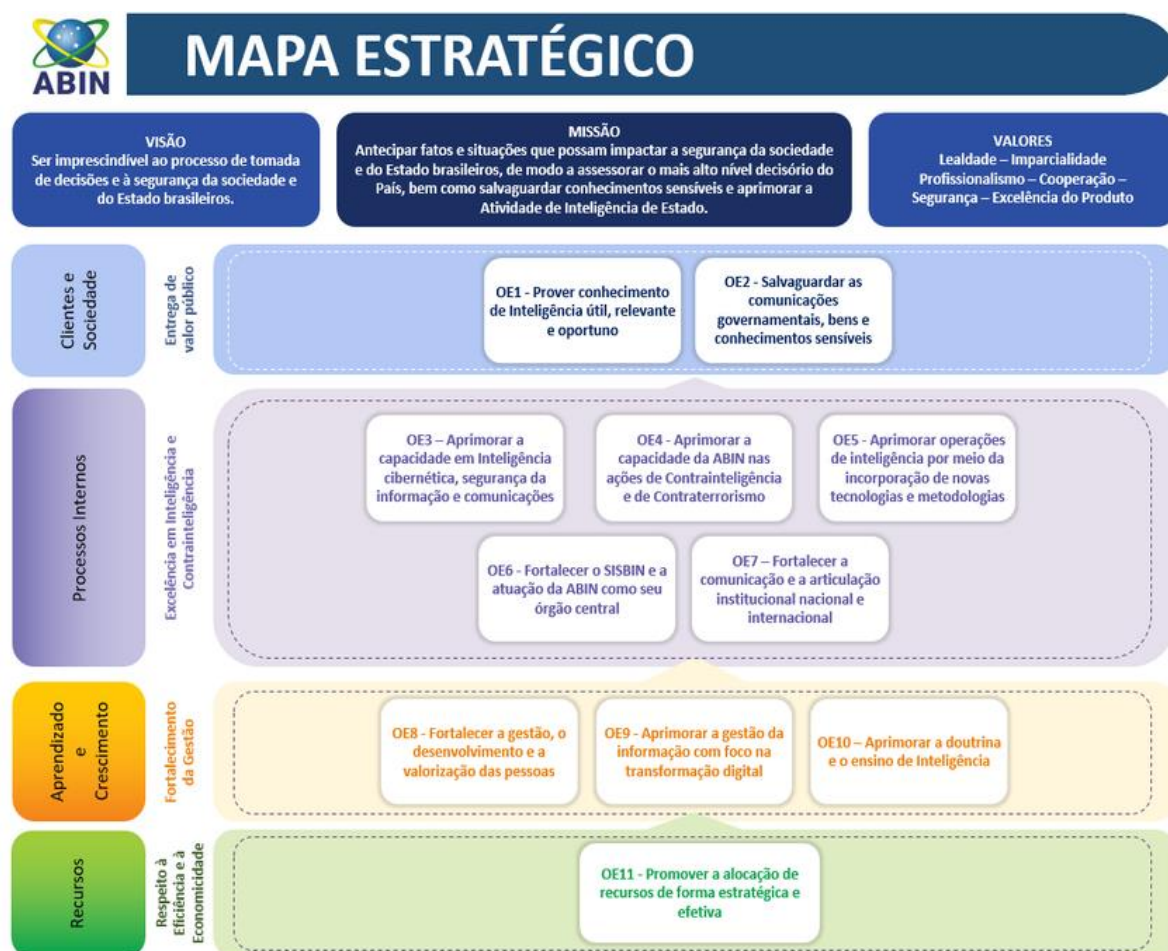 ABIN
MAPA ESTRATÉGICO
VISÃO
Ser imprescindível ao processo de tomada
de decisões e à segurança da sociedade e
do Estado brasileiros.
MISSÃO
Antecipar fatos e situações que possam impactar a segurança da sociedade
e do Estado brasileiros, de modo a assessorar o mais alto nível decisório do
País, bem como salvaguardar conhecimentos sensíveis e aprimorar a
Atividade de Inteligência de Estado.
VALORES
Lealdade – Imparcialidade
Profissionalismo – Cooperação –
Segurança – Excelência do Produto
Clientes e
Sociedade
Entrega de
valor público
OE1 - Prover conhecimento
de Inteligência útil, relevante
e oportuno
OE2 - Salvaguardar as
comunicações
governamentais, bens e
conhecimentos sensíveis
Processos Internos
Excelência em Inteligência e
Contrainteligência
OE3 – Aprimorar a
capacidade em Inteligência
cibernética, segurança da
informação e comunicações
OE4 - Aprimorar a
capacidade da ABIN nas
ações de Contrainteligência
e de Contraterrorismo
OE5 - Aprimorar operações
de inteligência por meio da
incorporação de novas
tecnologias e metodologias
OE6 - Fortalecer o SISBIN e a
atuação da ABIN como seu
órgão central
OE7 – Fortalecer a
comunicação e a articulação
institucional nacional e
internacional
Aprendizado
e
Crescimento
Fortalecimento
da Gestão
OE8 - Fortalecer a gestão, o
desenvolvimento e a
valorização das pessoas
OE9 - Aprimorar a gestão da
informação com foco na
transformação digital
OE10 – Aprimorar a doutrina
e o ensino de Inteligência
Recursos
Respeito à
Eficiência e à
Economicidade
OE11 - Promover a alocação de
recursos de forma estratégica e
efetiva